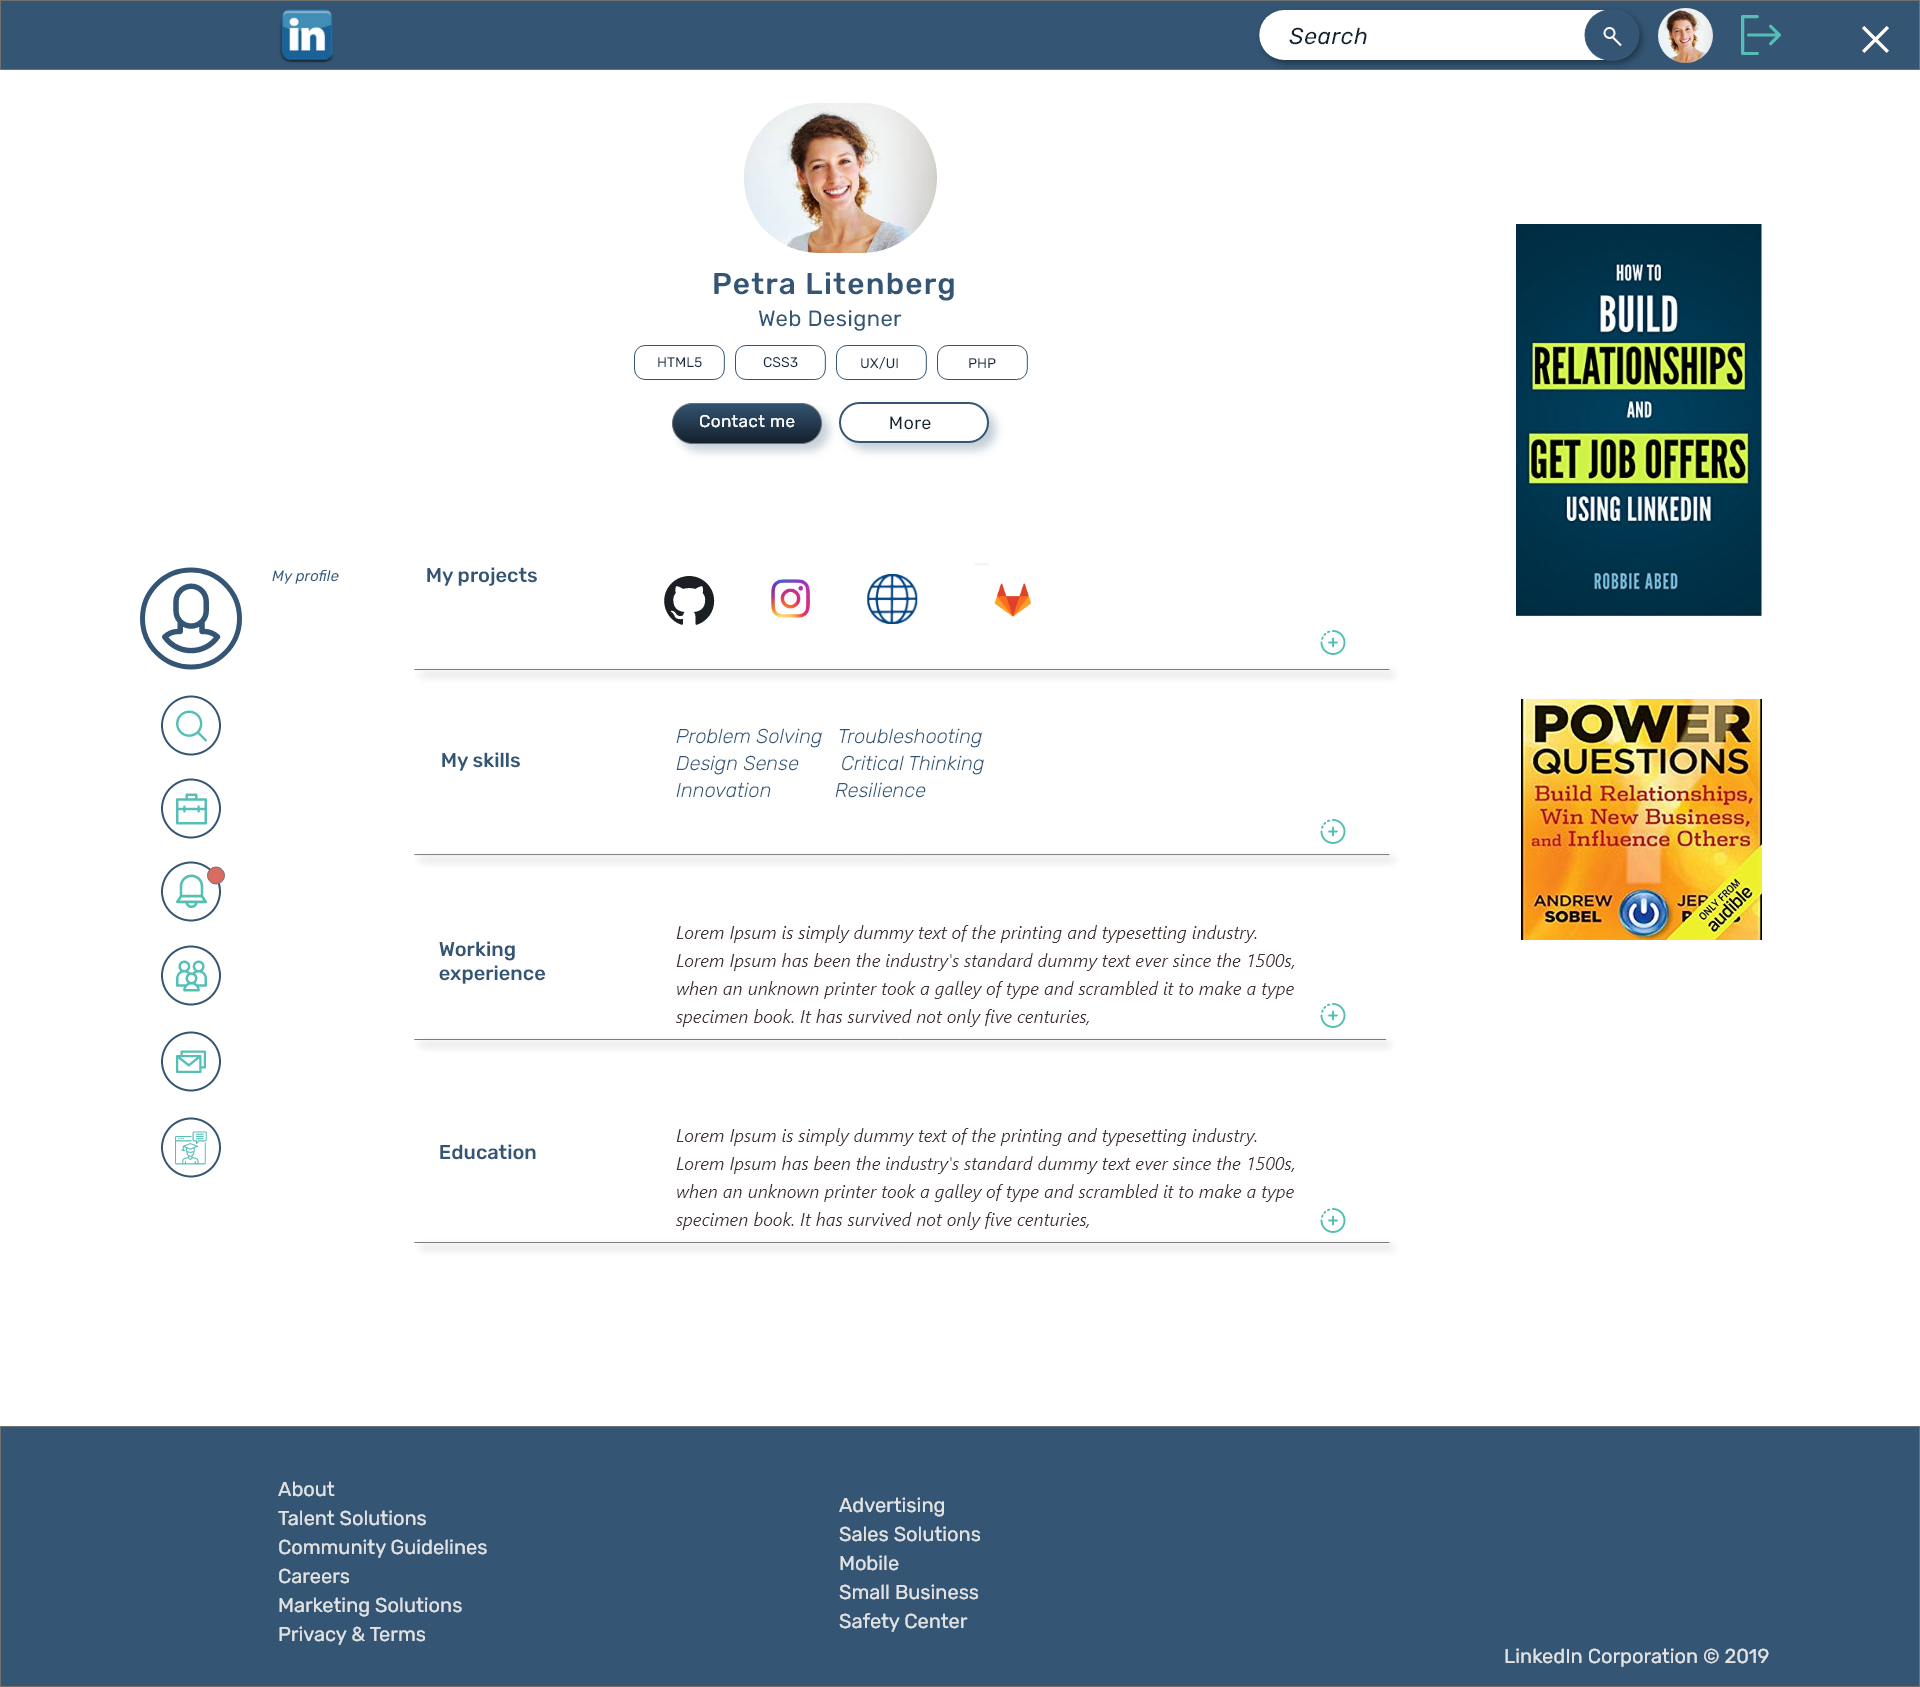 in
Search
Petra Litenberg
Web Designer
HTML5
CSS3
UX/UI
PHP
Contact me
More
HOW TO
BUILD
RELATIONSHIPS
AND
GET JOB OFFERS
USING LINKEDIN
ROBBIE ABED
My profile
My projects
My skills
Problem Solving Troubleshooting
Design Sense Critical Thinking
Innovation Resilience
POWER
QUESTIONS
Build Relationships,
Win New Business,
and Influence Others
ANDREW
SOBEL
ONLY FROM
audible
Working
experience
Lorem Ipsum is simply dummy text of the printing and typesetting industry.
Lorem Ipsum has been the industry's standard dummy text ever since the 1500s,
when an unknown printer took a galley of type and scrambled it to make a type
specimen book. It has survived not only five centuries,
Education
Lorem Ipsum is simply dummy text of the printing and typesetting industry.
Lorem Ipsum has been the industry's standard dummy text ever since the 1500s,
when an unknown printer took a galley of type and scrambled it to make a type
specimen book. It has survived not only five centuries,
About
Talent Solutions
Community Guidelines
Careers
Marketing Solutions
Privacy & Terms
Advertising
Sales Solutions
Mobile
Small Business
Safety Center
LinkedIn Corporation © 2019